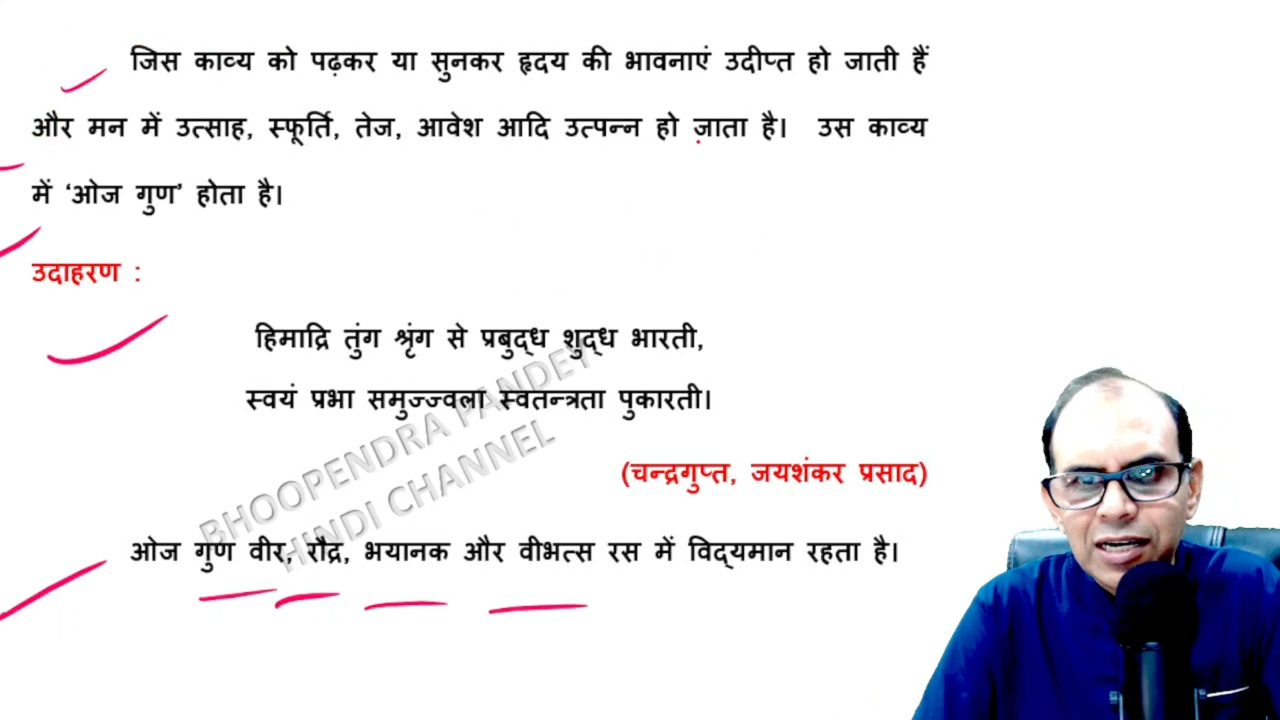 जिस काव्य को पढ़कर या सुनकर हृदय की भावनाएं उदीप्त हो जाती हैं
और मन में उत्साह, स्फूर्ति, तेज, आवेश आदि उत्पन्न हो जाता है। उस काव्य
में ‘ओज गुण’ होता है।
उदाहरण :
हिमाद्रि तुंग श्रृंग से प्रबुद्ध शुद्ध भारती,
स्वयं प्रभा समुज्ज्वला स्वतन्त्रता पुकारती।
BHOOPENDRA PANDEY
HINDI CHANNEL
(चन्द्रगुप्त, जयशंकर प्रसाद)
ओज गुण वीर, रौद्र, भयानक और वीभत्स रस में विद्यमान रहता है।